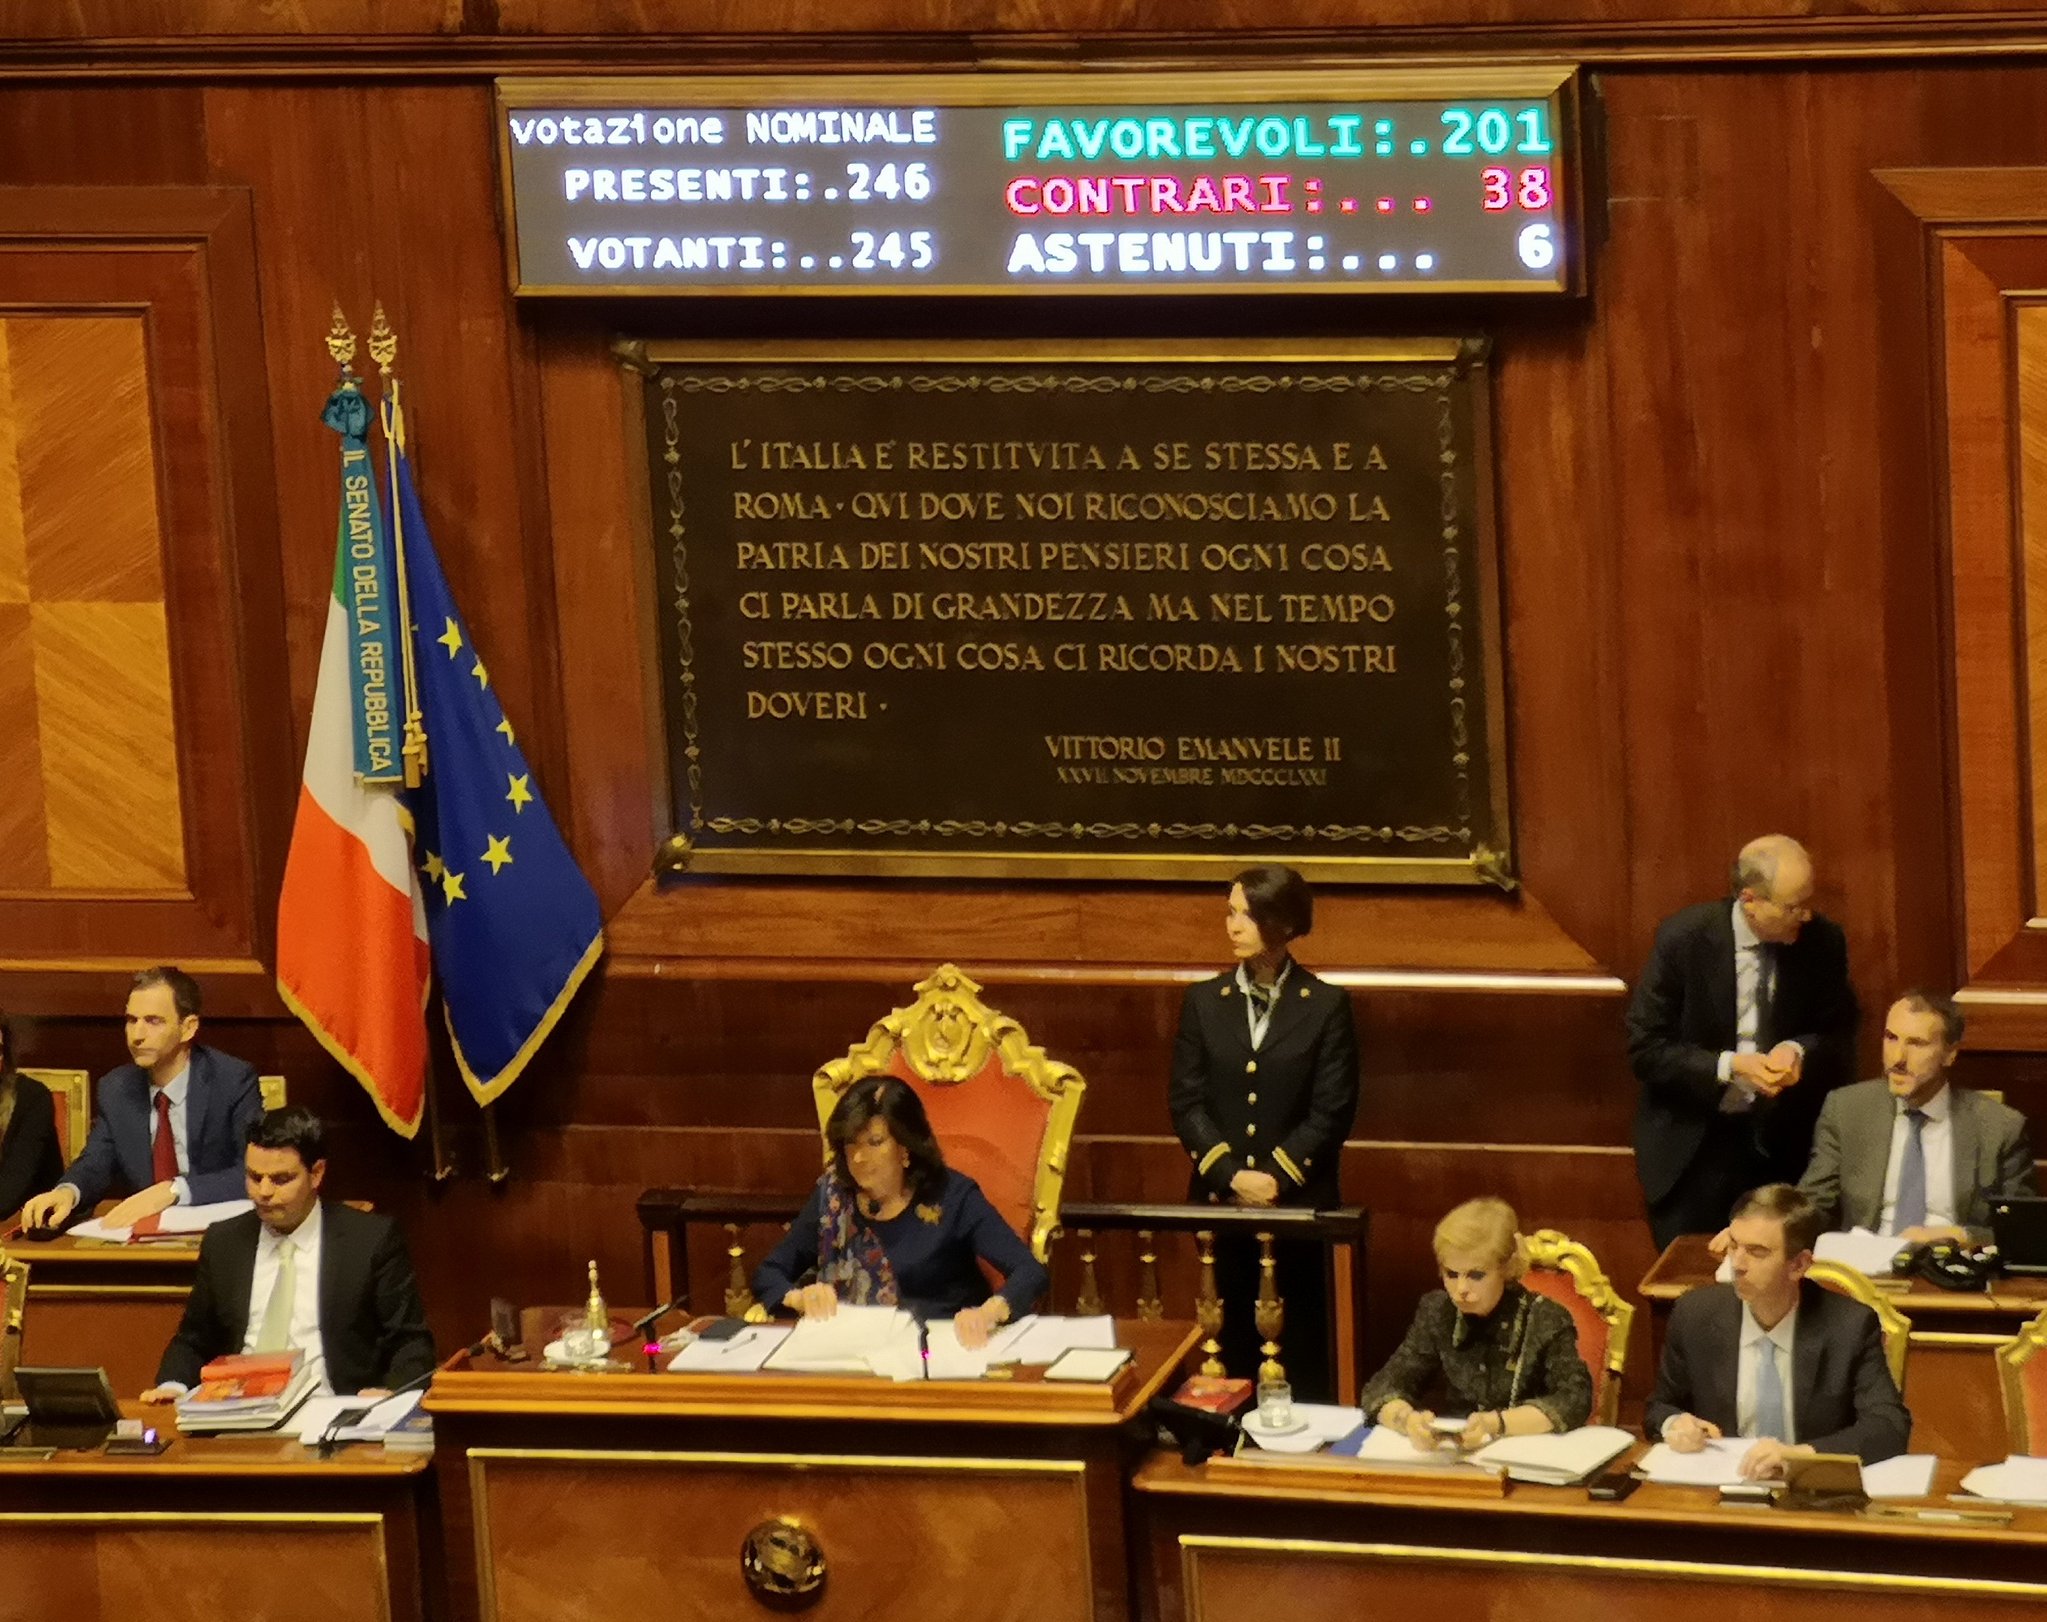 votazione NOMINALE
PRESENTI:.246
VOTANTI:..245
FAVOREVOLI:.201
CONTRARI:... 38
ASTENUTI:... 6
IL SENATO DELLA REPUBBLICA
L'ITALIA E' RESTITVITA A SE STESSA E A
ROMA · QVI DOVE NOI RICONOSCIAMO LA
PATRIA DEI NOSTRI PENSIERI OGNI COSA
CI PARLA DI GRANDEZZA MA NEL TEMPO
STESSO OGNI COSA CI RICORDA I NOSTRI
DOVERI ·
VITTORIO EMANVELE II
XXVII NOVEMBRE MDCCCLXXI